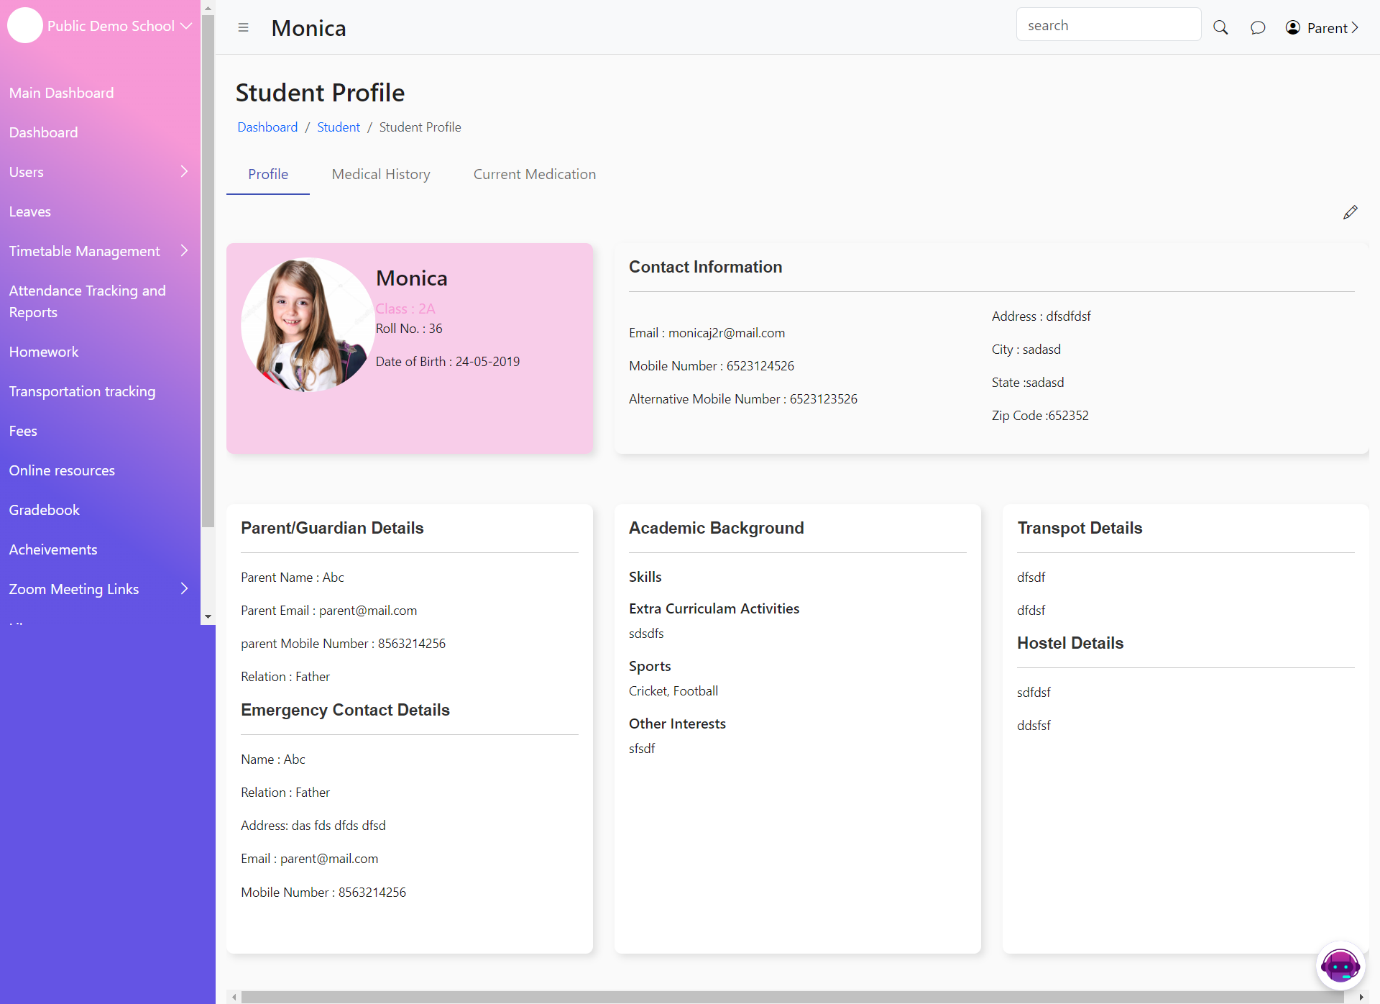 Public Demo School
Main Dashboard
Dashboard
Users
Leaves
Timetable Management
Attendance Tracking and
Reports
Homework
Transportation tracking
Fees
Online resources
Gradebook
Acheivements
Zoom Meeting Links
Monica
search
Parent
Student Profile
Dashboard / Student / Student Profile
Profile
Medical History
Current Medication
Monica
Class : 2A
Roll No. : 36
Date of Birth : 24-05-2019
Contact Information
Email : monicaj2r@mail.com
Mobile Number : 6523124526
Alternative Mobile Number : 6523123526
Address : dfsdfdsf
City : sadasd
State :sadasd
Zip Code :652352
Parent/Guardian Details
Parent Name : Abc
Parent Email : parent@mail.com
parent Mobile Number : 8563214256
Relation : Father
Emergency Contact Details
Name : Abc
Relation : Father
Address: das fds dfds dfsd
Email : parent@mail.com
Mobile Number : 8563214256
Academic Background
Skills
Extra Curriculam Activities
sdsdfs
Sports
Cricket, Football
Other Interests
sfsdf
Transpot Details
dfsdf
dfdsf
Hostel Details
sdfdsf
ddsfsf